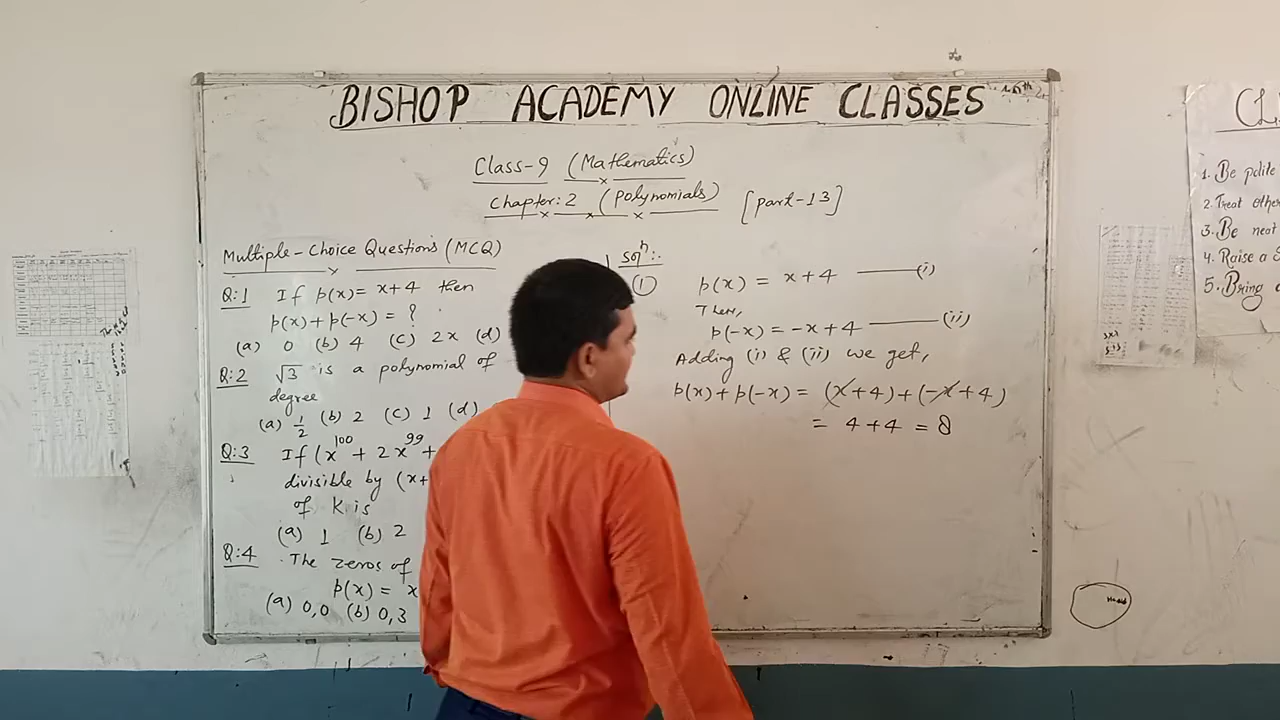 BISHOP ACADEMY ONLINE CLASSES
Class-9 (Mathematics)
Chapter:2 (Polynomials) [part-13]
Multiple-Choice Questions (MCQ)
Q:1 If p(x) = x+4 then
p(x)+p(-x) = ?
(a) 0 (b) 4 (c) 2x (d)
Q:2 √3 is a polynomial of
degree
(a) 1/2 (b) 2 (c) 1 (d)
Q:3 If (x^100 + 2x^99 +
divisible by (x+
of K is
(a) 1 (b) 2
Q:4 The zeros of
p(x) = x
(a) 0,0 (b) 0,3
Sol^n:.
(1) p(x) = x+4 —(i)
Then,
p(-x) = -x+4 —(ii)
Adding (i) & (ii) we get,
p(x)+p(-x) = (x+4)+(-x+4)
= 4+4 = 8
1. Be polite
2. Treat other
3. Be neat
4. Raise a
5. Bring